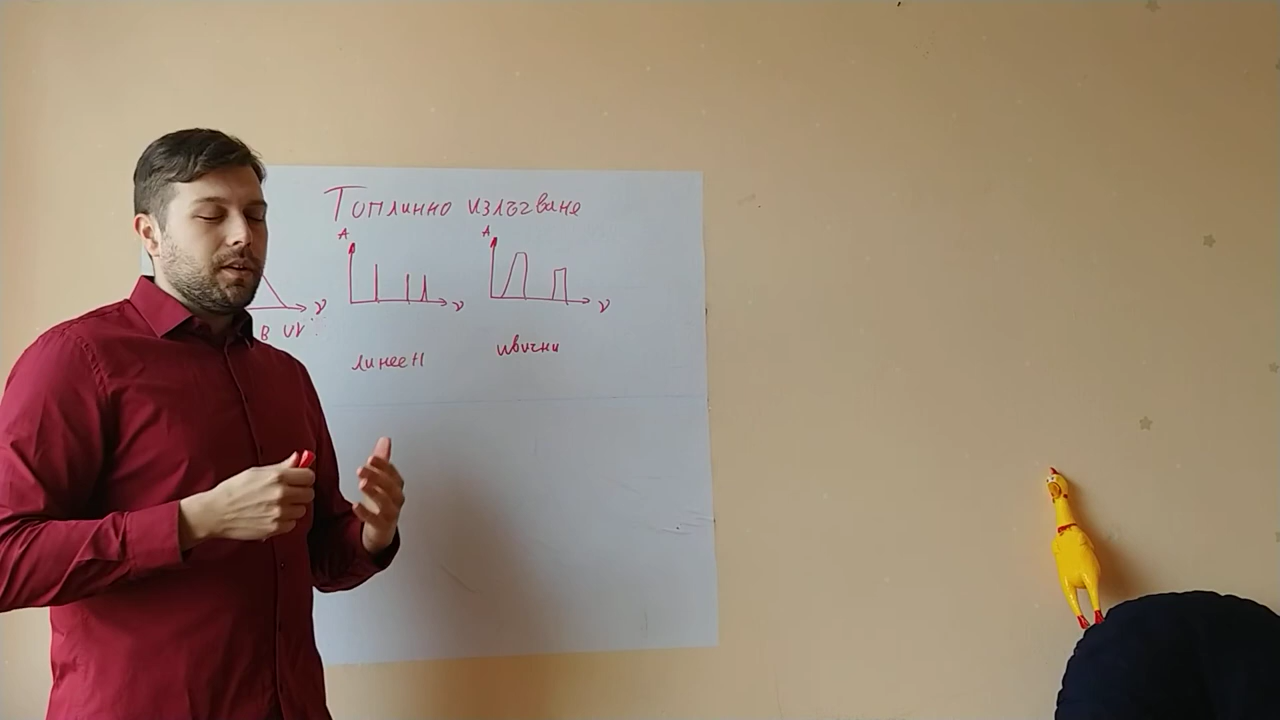 Топлинно излъчване
A A
ν ν ν
B UV
линеен
ивични